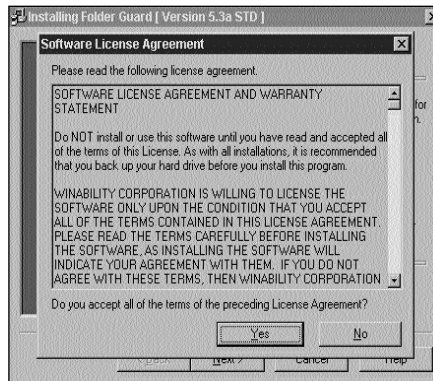 Installing Folder Guard [ Version 5.3a STD ]
Software License Agreement
Please read the following license agreement.
SOFTWARE LICENSE AGREEMENT AND WARRANTY
STATEMENT
Do NOT install or use this software until you have read and accepted all
of the terms of this License. As with all installations, it is recommended
that you back up your hard drive before you install this program.
WINABILITY CORPORATION IS WILLING TO LICENSE THE
SOFTWARE ONLY UPON THE CONDITION THAT YOU ACCEPT
ALL OF THE TERMS CONTAINED IN THIS LICENSE AGREEMENT.
PLEASE READ THE TERMS CAREFULLY BEFORE INSTALLING
THE SOFTWARE, AS INSTALLING THE SOFTWARE WILL
INDICATE YOUR AGREEMENT WITH THEM. IF YOU DO NOT
AGREE WITH THESE TERMS, THEN WINABILITY CORPORATION
Do you accept all of the terms of the preceding License Agreement?
Yes No
for
Next > Cancel Help